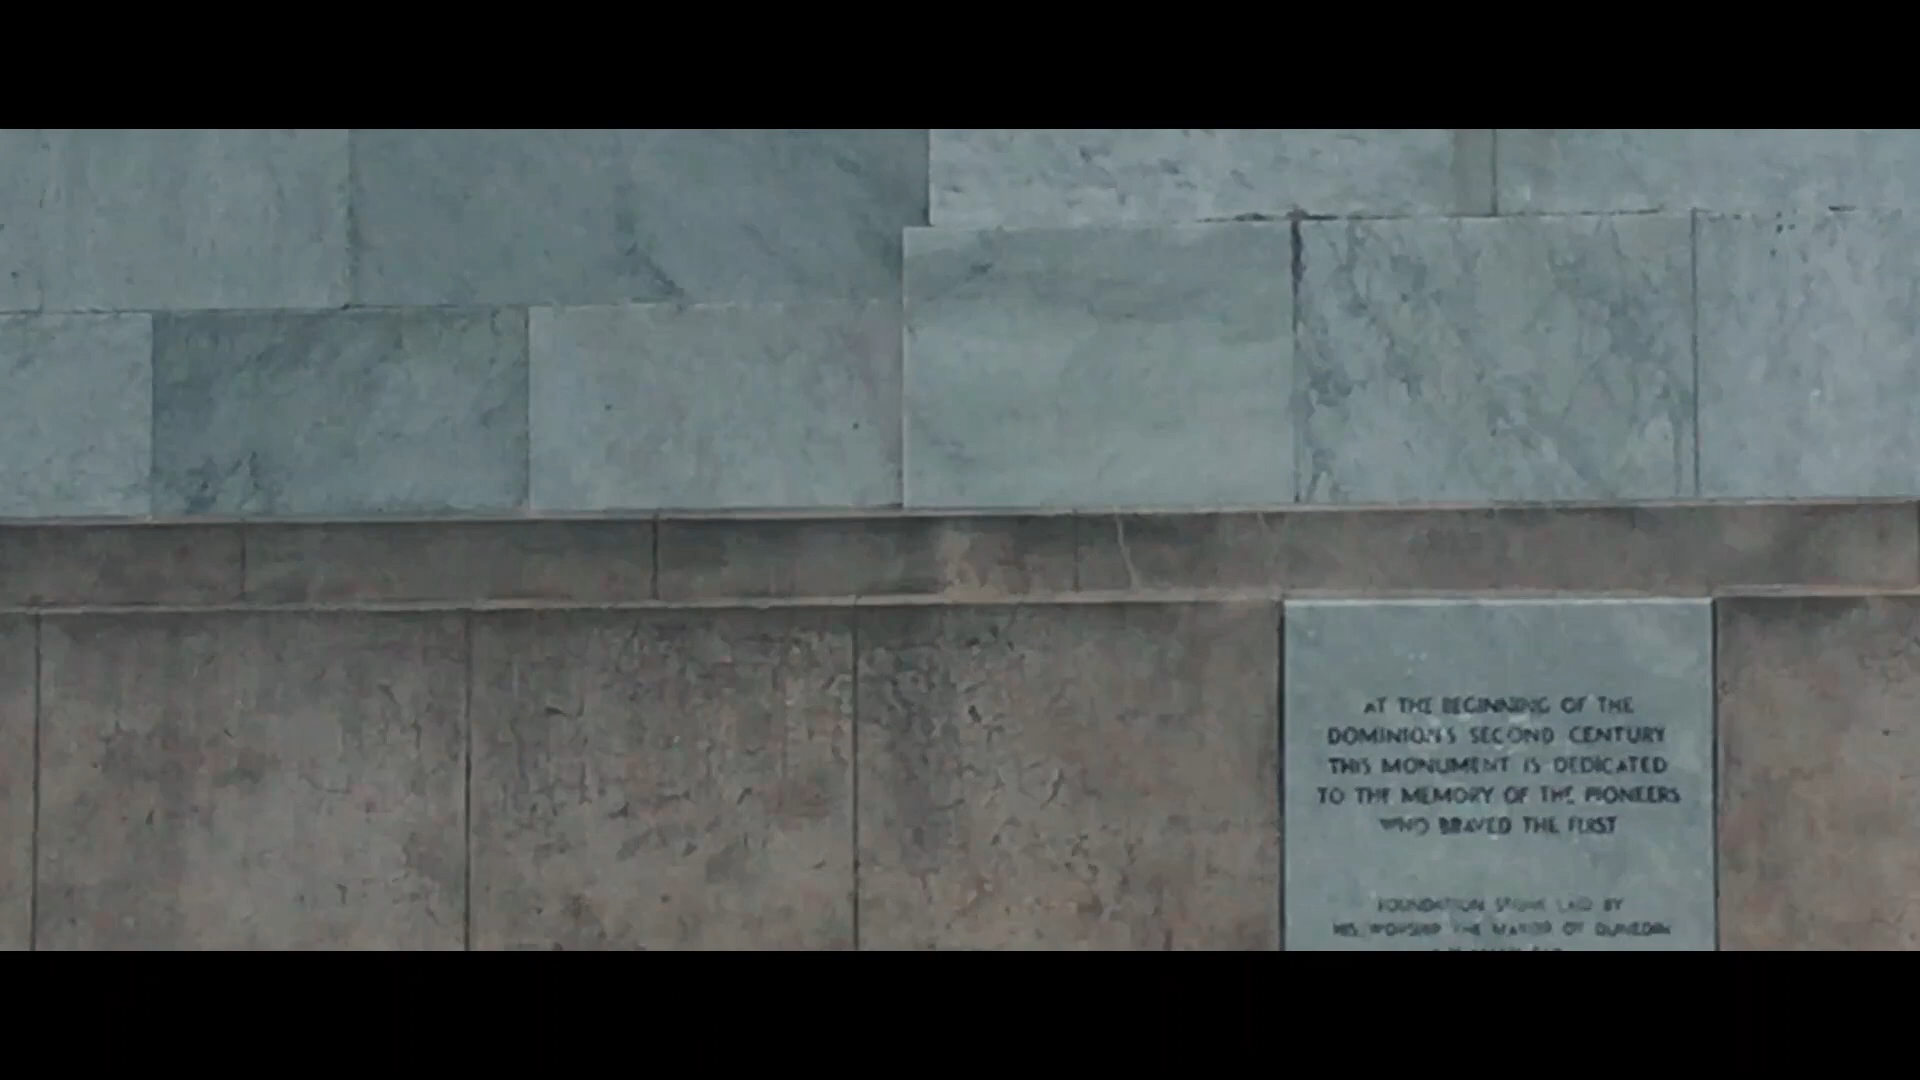 AT THE BEGINNING OF THE
DOMINION'S SECOND CENTURY
THIS MONUMENT IS DEDICATED
TO THE MEMORY OF THE PIONEERS
WHO BRAVED THE FIRST
FOUNDATION STONE LAID BY
HIS WORSHIP THE MAYOR OF DUNEDIN